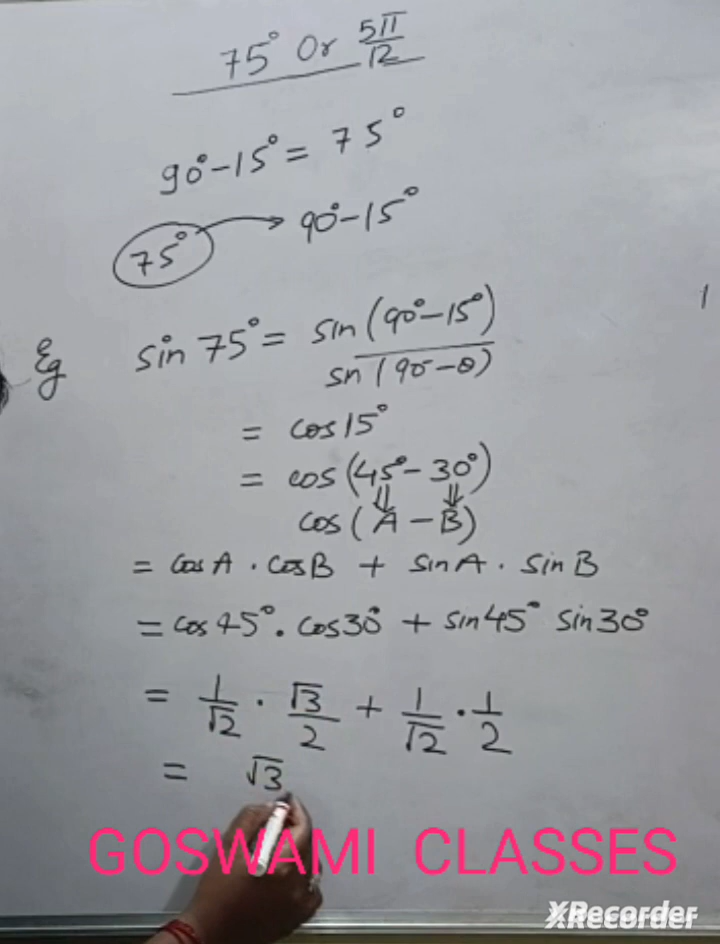 75° Or 5π/12
90°-15° = 75°
75° → 90°-15°
Eg sin 75° = sin (90°-15°)
sn (90-θ)
= cos 15°
= cos (45°-30°)
cos (A - B)
= cos A . cos B + sin A . sin B
= cos 45° . cos 30° + sin 45° sin 30°
= 1/√2 . √3/2 + 1/√2 . 1/2
= √3
GOSWAMI CLASSES
XRecorder